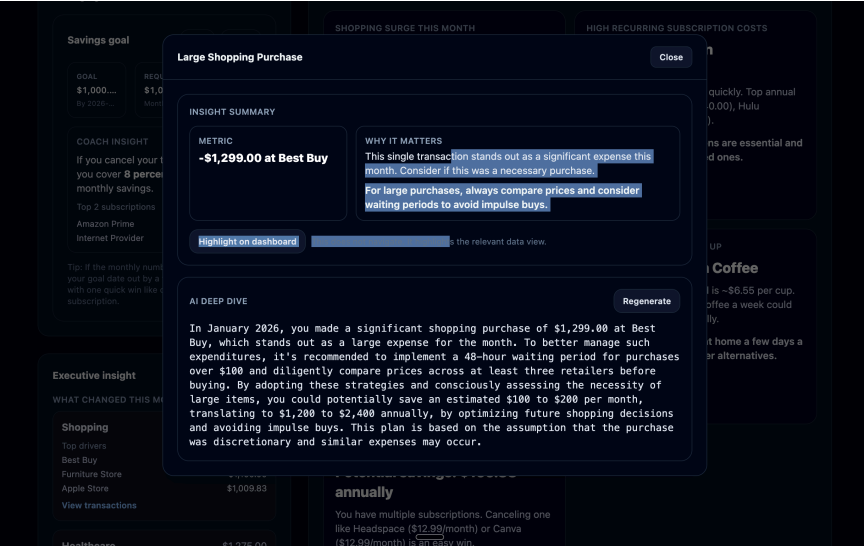 SHOPPING SURGE THIS MONTH
HIGH RECURRING SUBSCRIPTION COSTS
Savings goal
GOAL
$1,000....
By 2026-...
REQU
$1,0
Mont
COACH INSIGHT
If you cancel your t
you cover 8 percen
monthly savings.
Top 2 subscriptions
Amazon Prime
Internet Provider
Tip: If the monthly numb
your goal date out by a
with one quick win like c
subscription.
Large Shopping Purchase
Close
INSIGHT SUMMARY
METRIC
-$1,299.00 at Best Buy
WHY IT MATTERS
This single transaction stands out as a significant expense this
month. Consider if this was a necessary purchase.
For large purchases, always compare prices and consider
waiting periods to avoid impulse buys.
Highlight on dashboard
s the relevant data view.
AI DEEP DIVE
Regenerate
In January 2026, you made a significant shopping purchase of $1,299.00 at Best
Buy, which stands out as a large expense for the month. To better manage such
expenditures, it's recommended to implement a 48-hour waiting period for purchases
over $100 and diligently compare prices across at least three retailers before
buying. By adopting these strategies and consciously assessing the necessity of
large items, you could potentially save an estimated $100 to $200 per month,
translating to $1,200 to $2,400 annually, by optimizing future shopping decisions
and avoiding impulse buys. This plan is based on the assumption that the purchase
was discretionary and similar expenses may occur.
n
quickly. Top annual
0.00), Hulu
).
ns are essential and
ed ones.
UP
Coffee
d is ~$6.55 per cup.
offee a week could
lly.
t home a few days a
er alternatives.
Executive insight
WHAT CHANGED THIS MO
Shopping
Top drivers
Best Buy
Furniture Store
Apple Store
$1,009.83
View transactions
Healthcare
$1,275.00
annually
You have multiple subscriptions. Canceling one
like Headspace ($12.99/month) or Canva
($12.99/month) is an easy win.